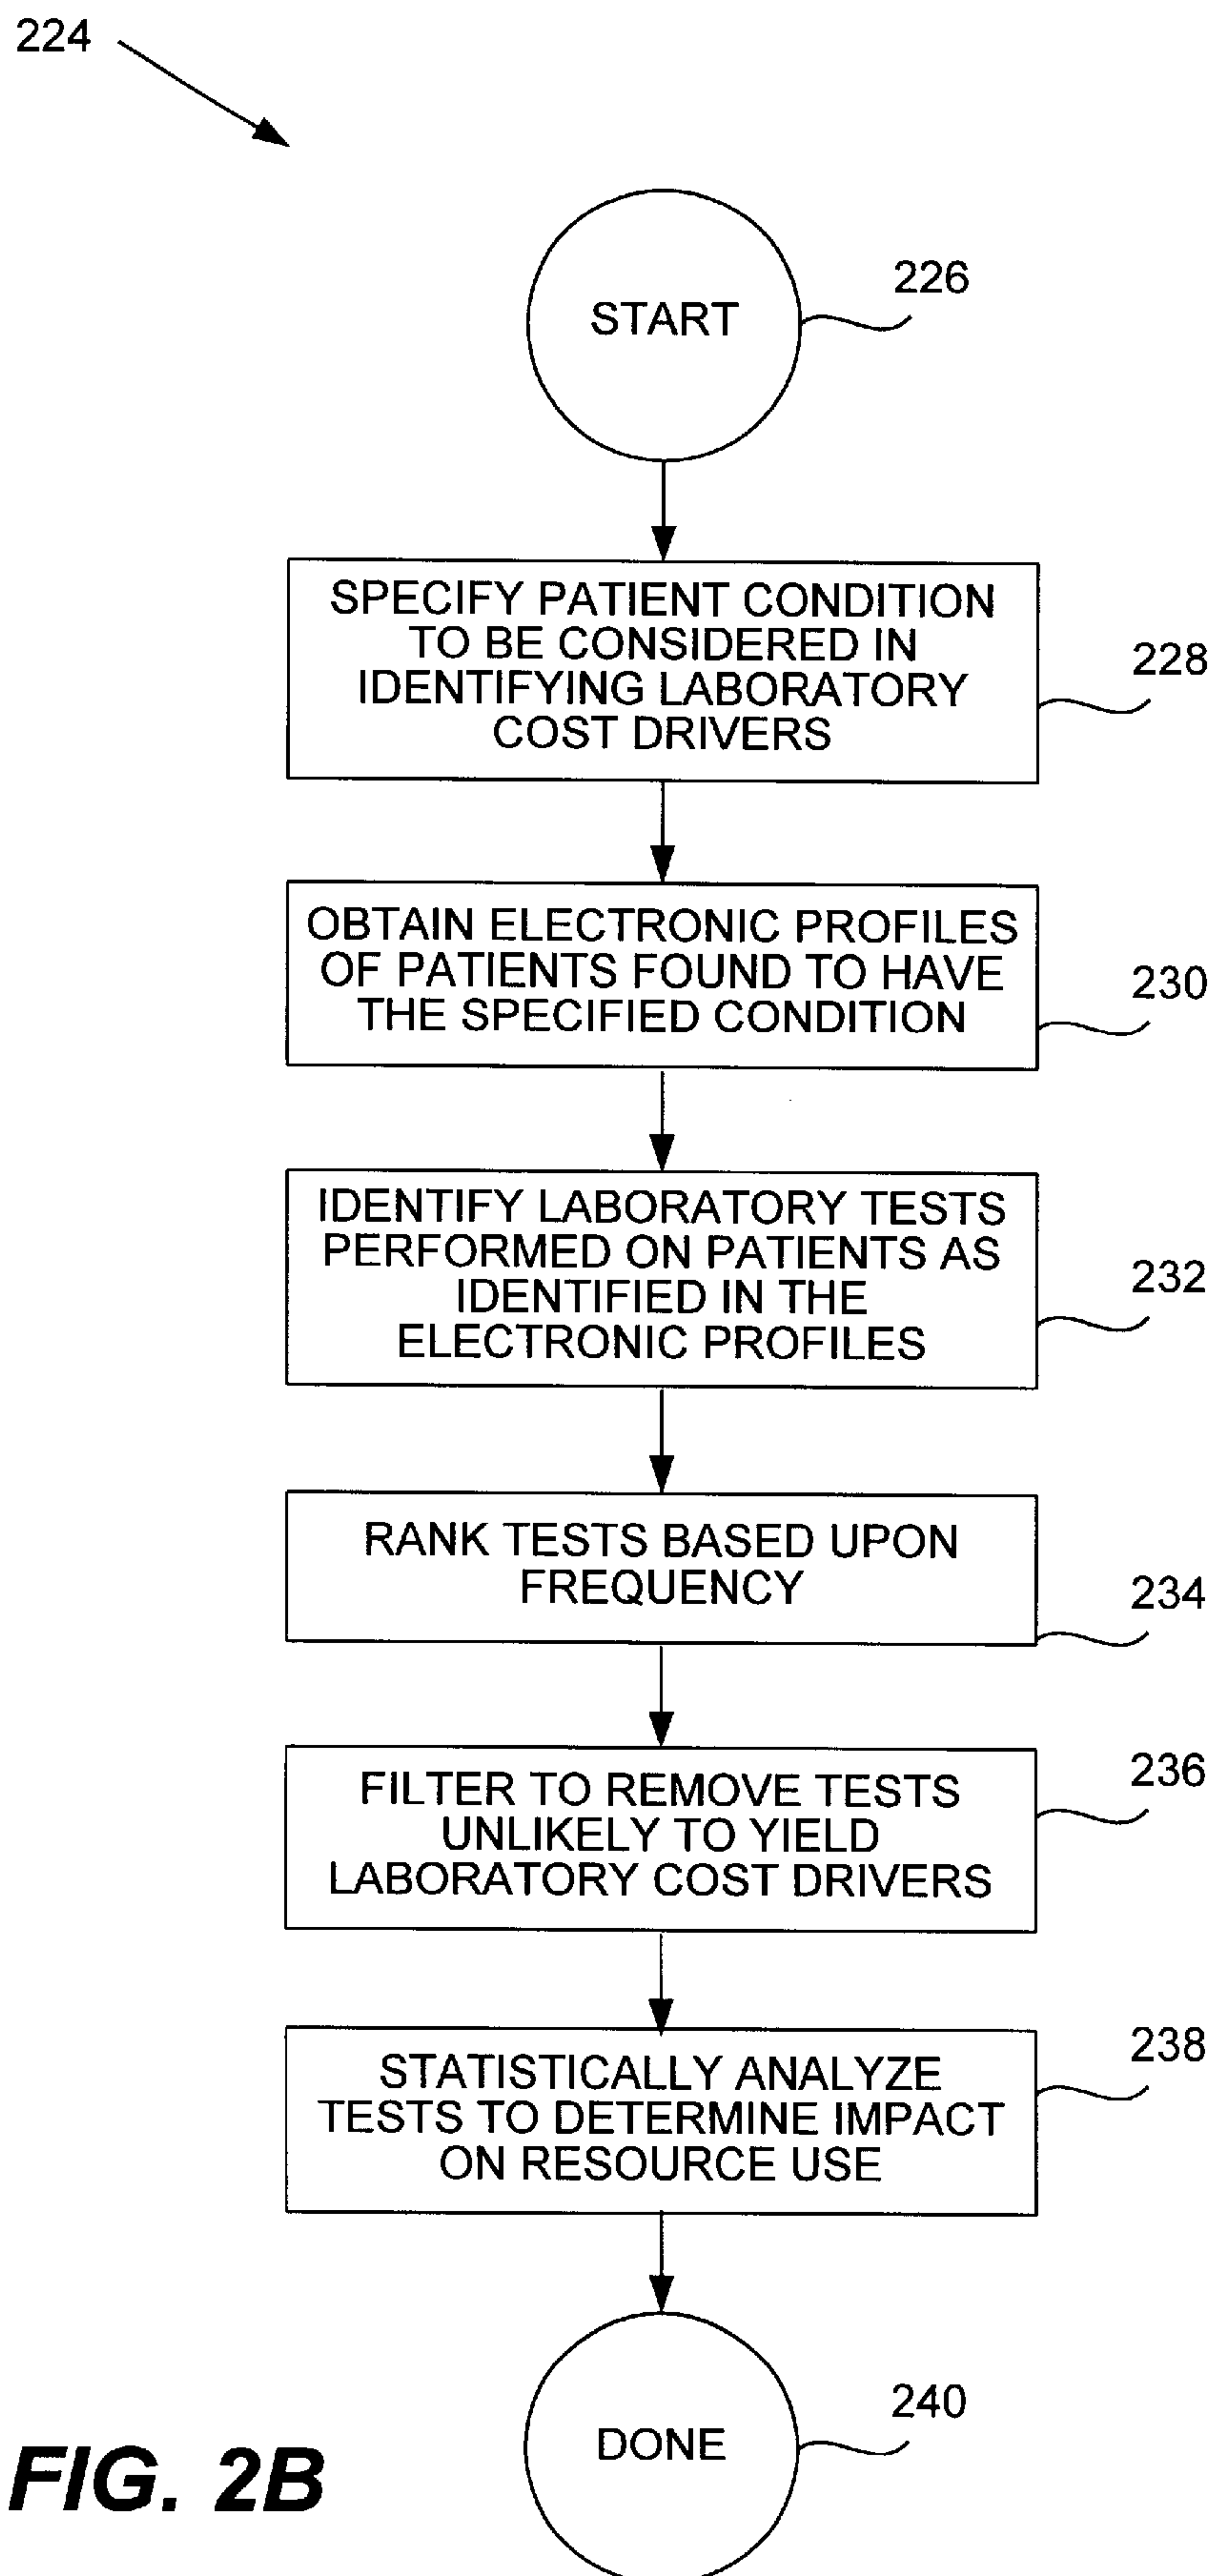 224
START
226
SPECIFY PATIENT CONDITION
TO BE CONSIDERED IN
IDENTIFYING LABORATORY
COST DRIVERS
228
OBTAIN ELECTRONIC PROFILES
OF PATIENTS FOUND TO HAVE
THE SPECIFIED CONDITION
230
IDENTIFY LABORATORY TESTS
PERFORMED ON PATIENTS AS
IDENTIFIED IN THE
ELECTRONIC PROFILES
232
RANK TESTS BASED UPON
FREQUENCY
234
FILTER TO REMOVE TESTS
UNLIKELY TO YIELD
LABORATORY COST DRIVERS
236
STATISTICALLY ANALYZE
TESTS TO DETERMINE IMPACT
ON RESOURCE USE
238
DONE
240
FIG. 2B